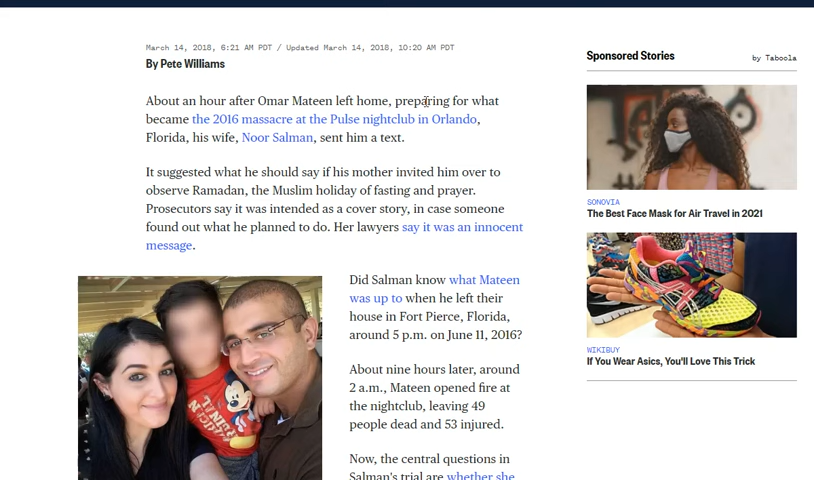 March 14, 2018, 6:21 AM PDT / Updated March 14, 2018, 10:20 AM PDT
By Pete Williams
About an hour after Omar Mateen left home, preparing for what
became the 2016 massacre at the Pulse nightclub in Orlando,
Florida, his wife, Noor Salman, sent him a text.
It suggested what he should say if his mother invited him over to
observe Ramadan, the Muslim holiday of fasting and prayer.
Prosecutors say it was intended as a cover story, in case someone
found out what he planned to do. Her lawyers say it was an innocent
message.
Did Salman know what Mateen
was up to when he left their
house in Fort Pierce, Florida,
around 5 p.m. on June 11, 2016?
About nine hours later, around
2 a.m., Mateen opened fire at
the nightclub, leaving 49
people dead and 53 injured.
Now, the central questions in
Salman's trial are whether she
Sponsored Stories
by Taboola
SONOVIA
The Best Face Mask for Air Travel in 2021
WIKIBUY
If You Wear Asics, You'll Love This Trick